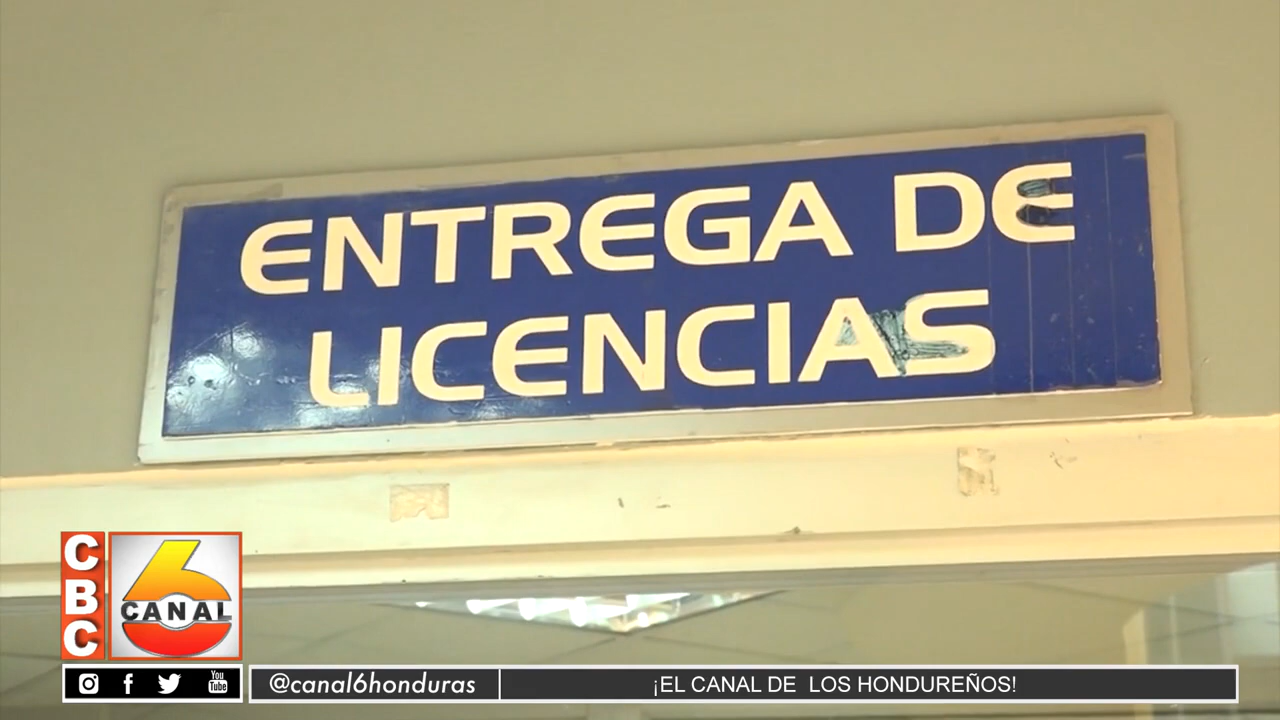 ENTREGA DE
LICENCIAS
CBC
6
CANAL
You
Tube
@canal6honduras
¡EL CANAL DE LOS HONDUREÑOS!